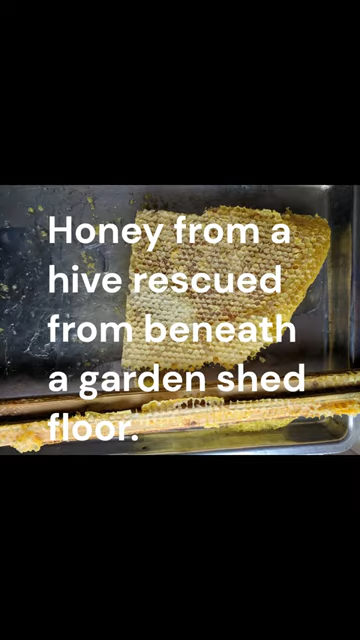 Honey from a
hive rescued
from beneath
a garden shed
floor.